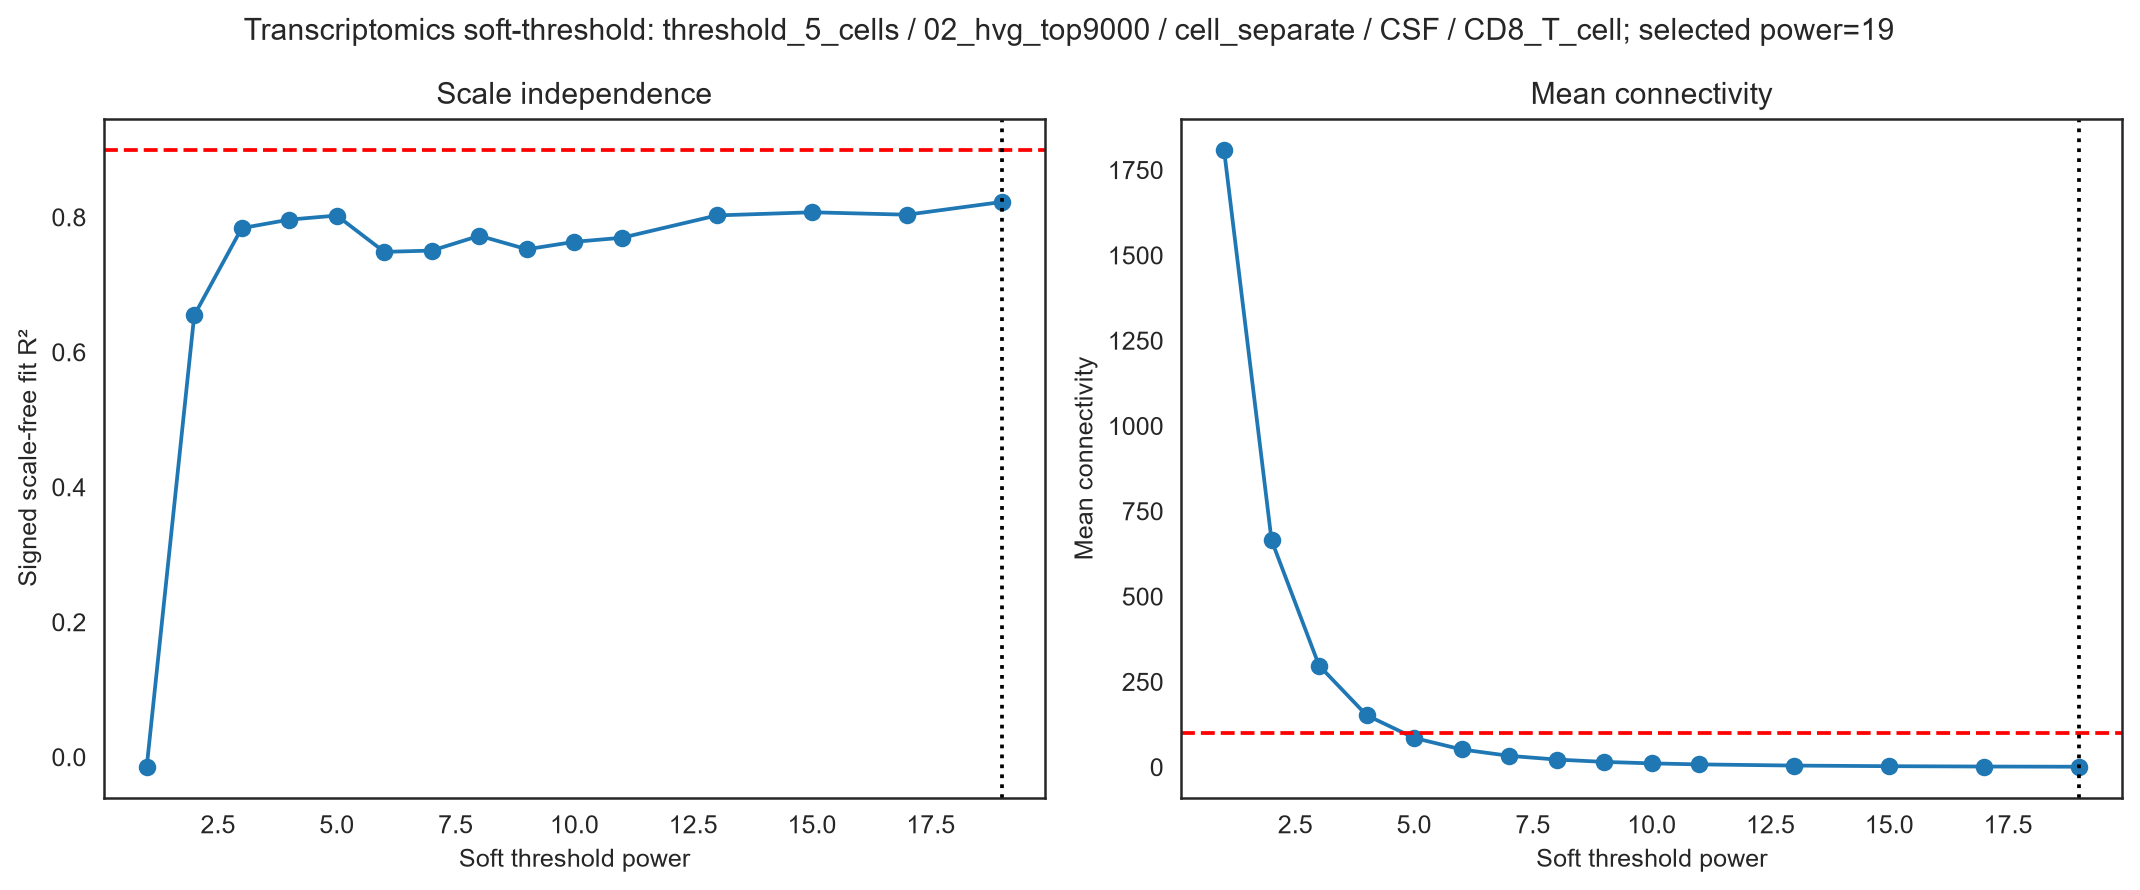 Transcriptomics soft-threshold: threshold_5_cells / 02_hvg_top9000 / cell_separate / CSF / CD8_T_cell; selected power=19
Scale independence
Signed scale-free fit R²
0.8
0.6
0.4
0.2
0.0
2.5 5.0 7.5 10.0 12.5 15.0 17.5
Soft threshold power
Mean connectivity
Mean connectivity
1750
1500
1250
1000
750
500
250
0
2.5 5.0 7.5 10.0 12.5 15.0 17.5
Soft threshold power